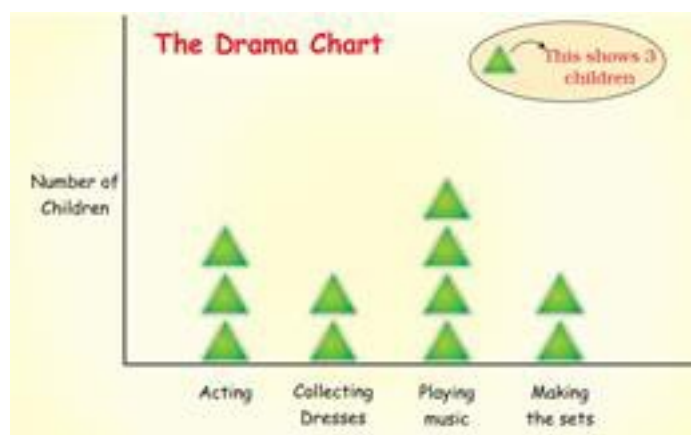 The Drama Chart
This shows 3
children
Number of
Children
Acting
Collecting
Dresses
Playing
music
Making
the sets